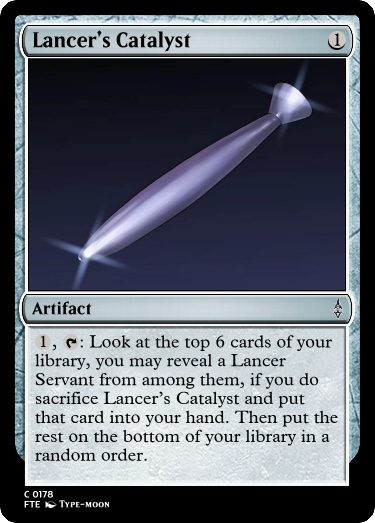 Lancer's Catalyst 1
Artifact
1, : Look at the top 6 cards of your
library, you may reveal a Lancer
Servant from among them, if you do
sacrifice Lancer's Catalyst and put
that card into your hand. Then put the
rest on the bottom of your library in a
random order.
C 0178
FTE Type-moon